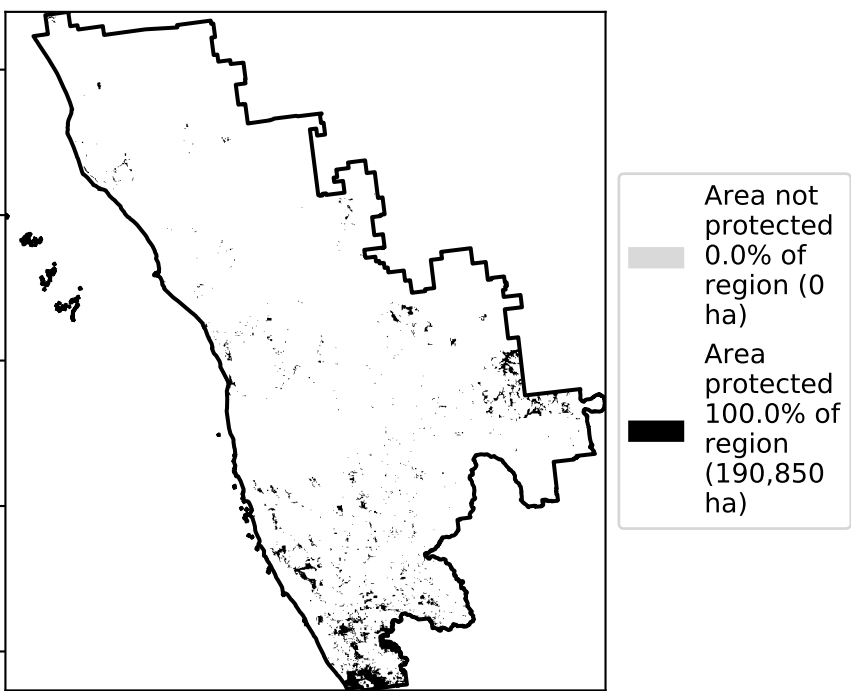 Area not
protected
0.0% of
region (0
ha)
Area
protected
100.0% of
region
(190,850
ha)